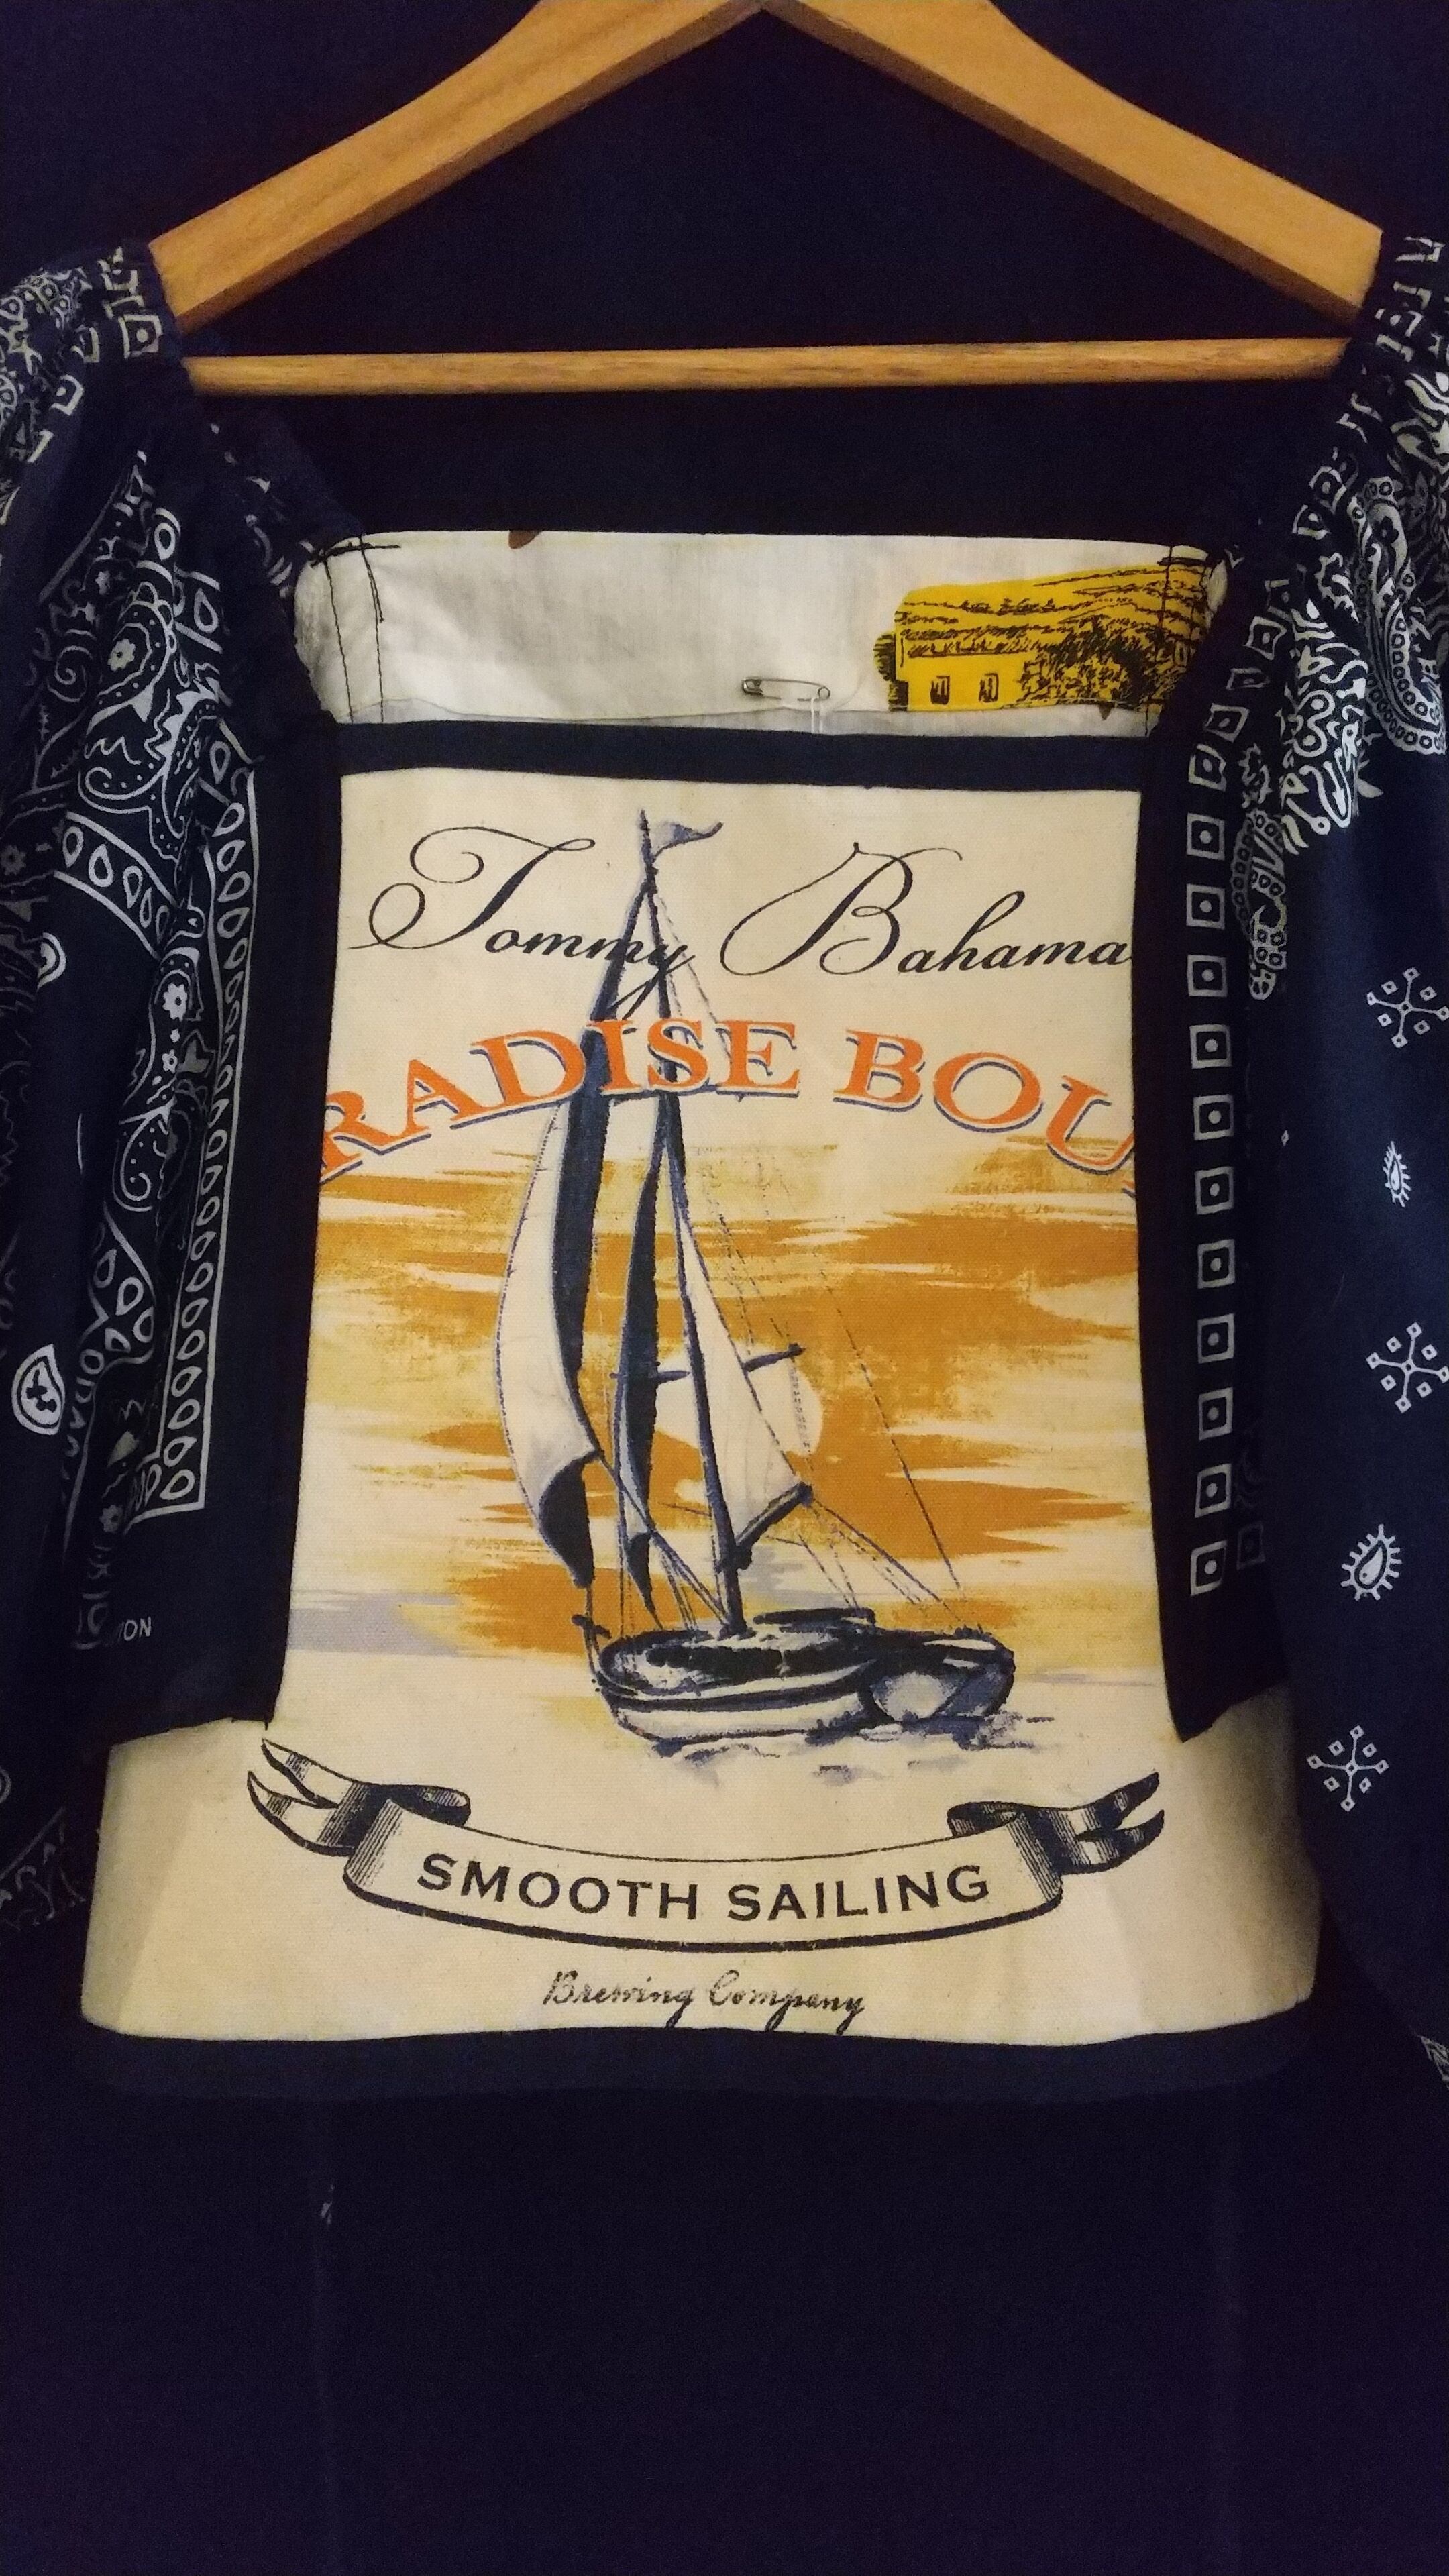 Tommy Bahama
RADISE BOU
SMOOTH SAILING
Brewing Company